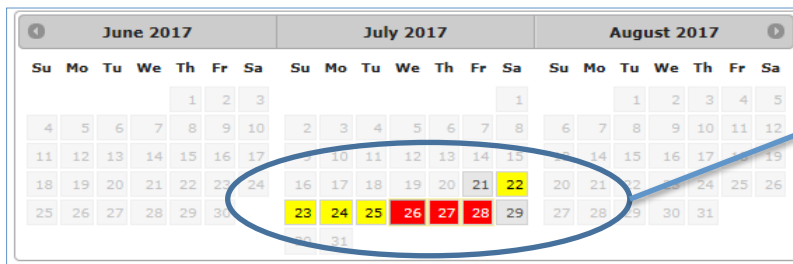 June 2017 July 2017 August 2017
Su Mo Tu We Th Fr Sa Su Mo Tu We Th Fr Sa Su Mo Tu We Th Fr Sa
1 2 3 1 1 2 3 4 5
4 5 6 7 8 9 10 2 3 4 5 6 7 8 6 7 8 9 10 11 12
11 12 13 14 15 16 17 9 10 11 12 13 14 15 13 14 15 16 17 18 19
18 19 20 21 22 23 24 16 17 18 19 20 21 22 20 21 22 23 24 25 26
25 26 27 28 29 30 23 24 25 26 27 28 29 27 28 29 30 31
30 31